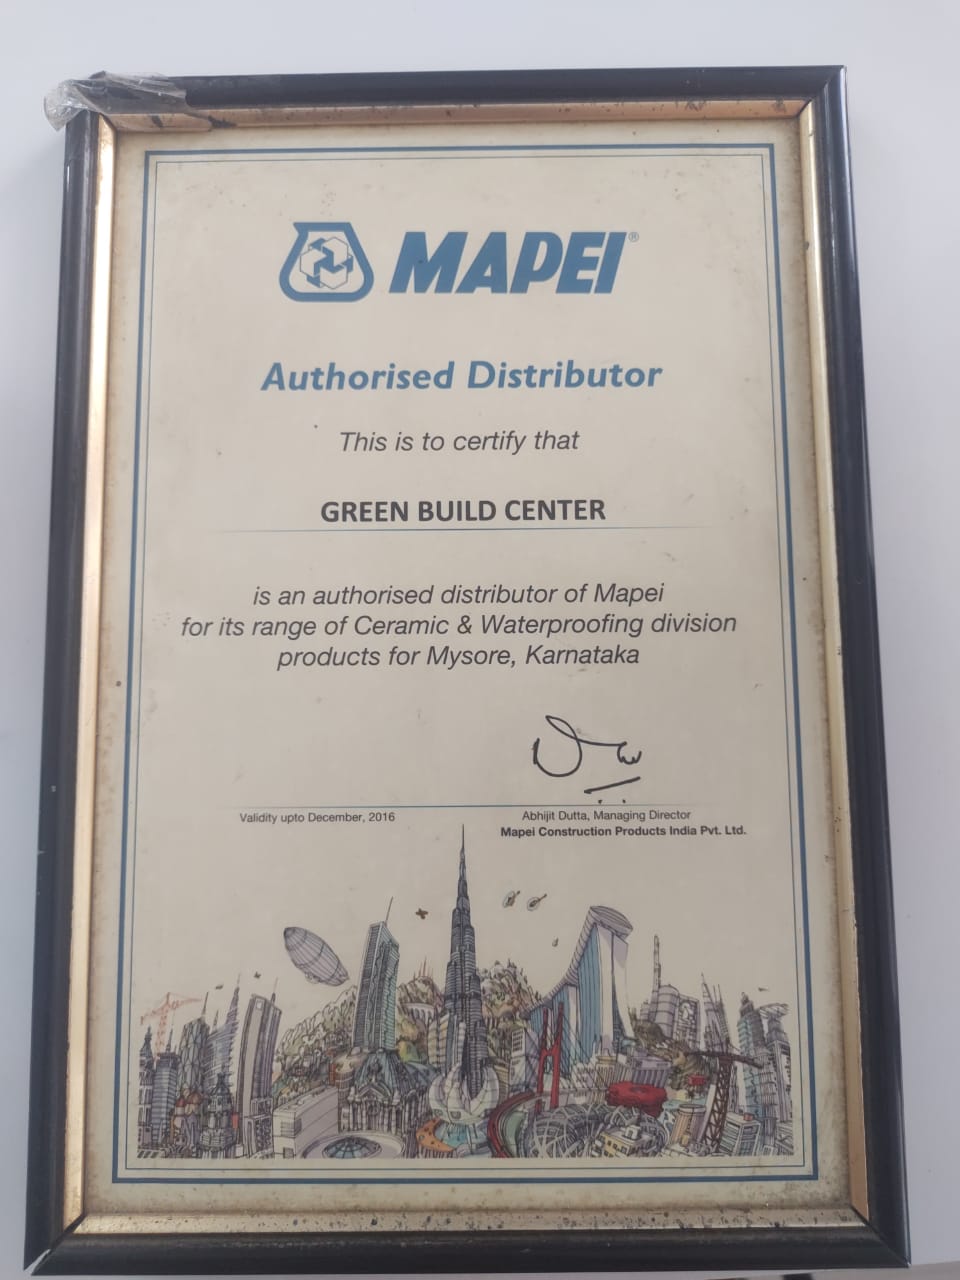 MAPEI®
Authorised Distributor
This is to certify that
GREEN BUILD CENTER
is an authorised distributor of Mapei
for its range of Ceramic & Waterproofing division
products for Mysore, Karnataka
Validity upto December, 2016
Abhijit Dutta, Managing Director
Mapei Construction Products India Pvt. Ltd.